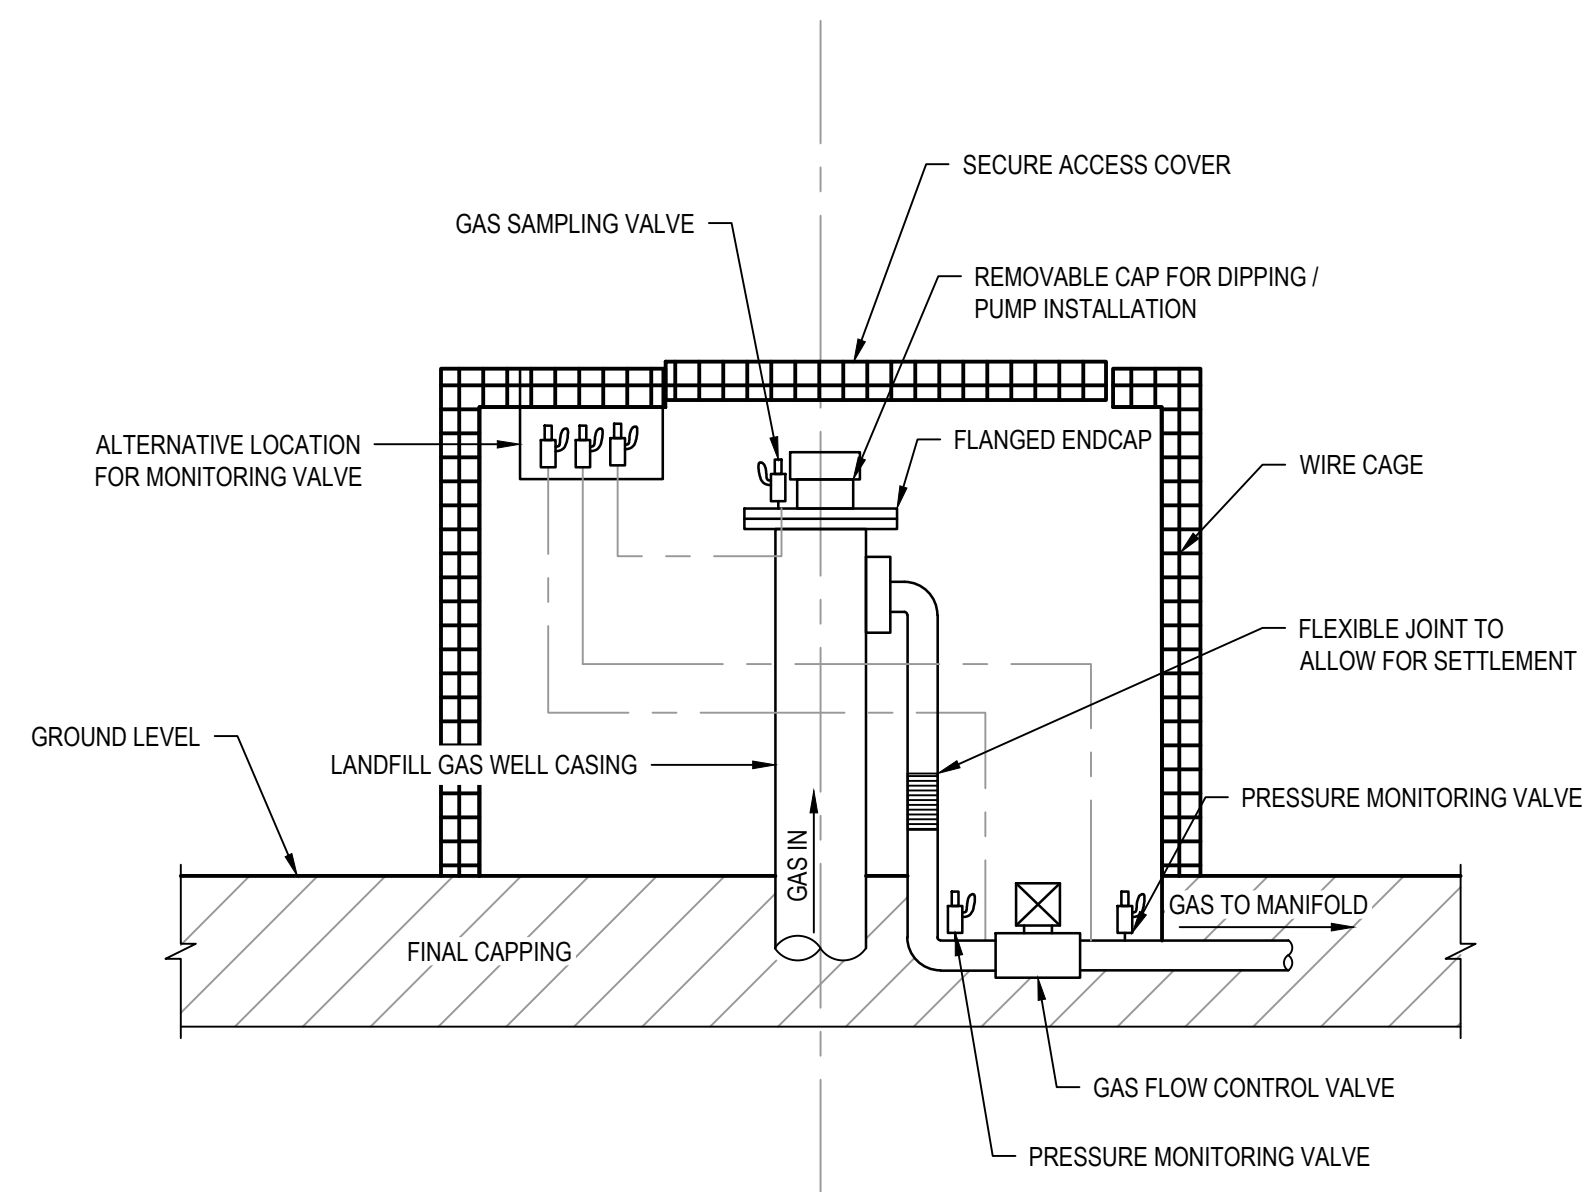 SECURE ACCESS COVER
GAS SAMPLING VALVE
REMOVABLE CAP FOR DIPPING /
PUMP INSTALLATION
ALTERNATIVE LOCATION
FOR MONITORING VALVE
FLANGED ENDCAP
WIRE CAGE
FLEXIBLE JOINT TO
ALLOW FOR SETTLEMENT
GROUND LEVEL
LANDFILL GAS WELL CASING
PRESSURE MONITORING VALVE
GAS IN
GAS TO MANIFOLD
FINAL CAPPING
GAS FLOW CONTROL VALVE
PRESSURE MONITORING VALVE